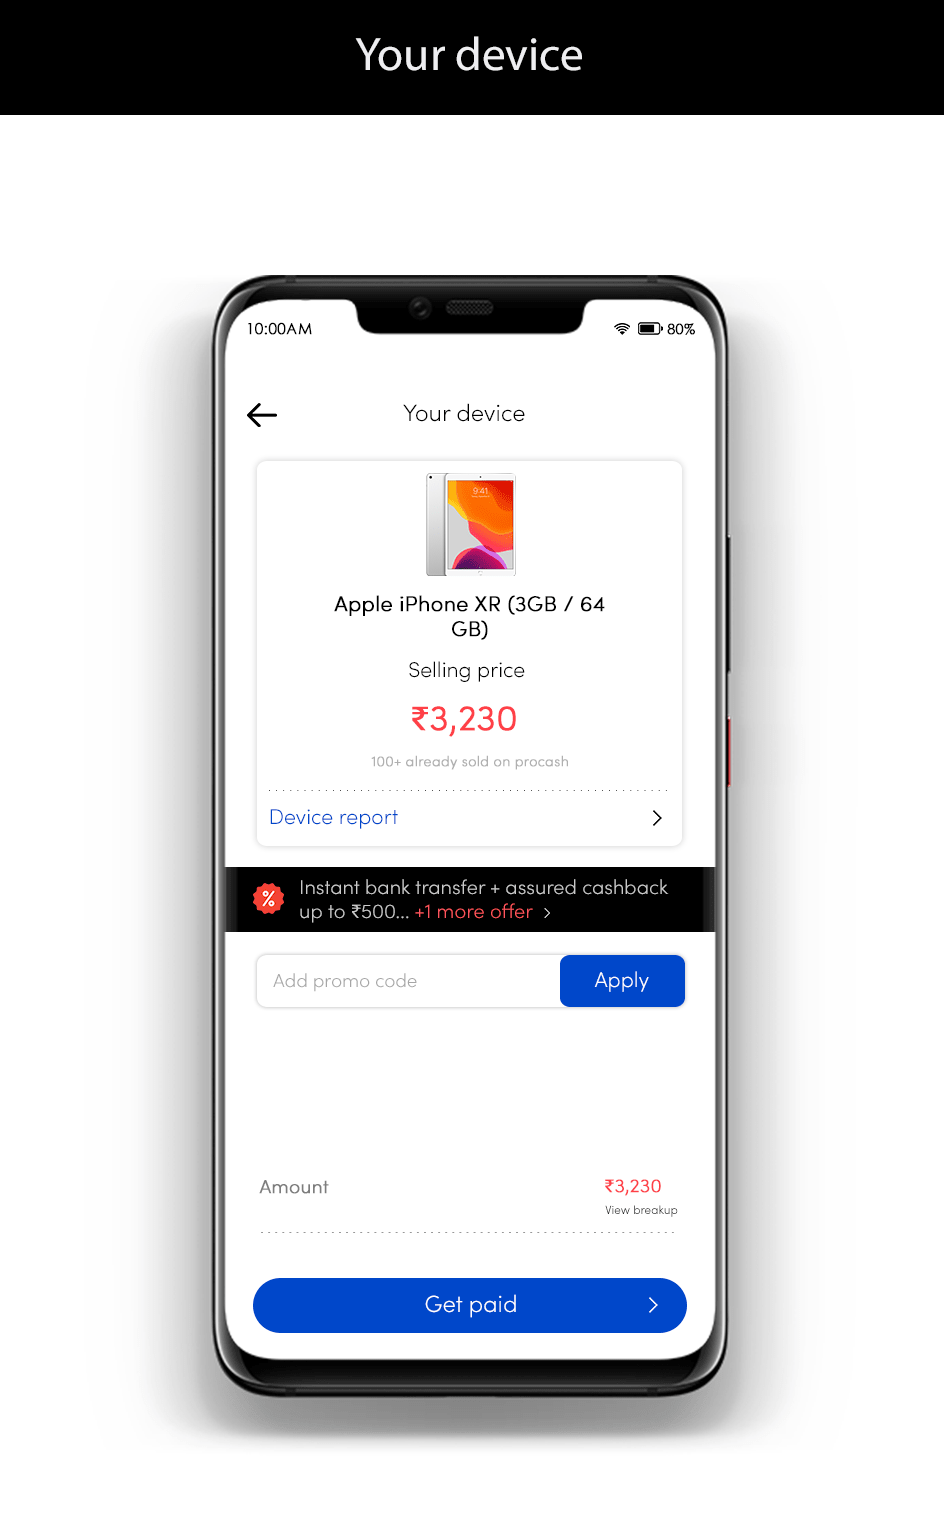 Your device
10:00AM
80%
Your device
9:41
Apple iPhone XR (3GB / 64
GB)
Selling price
₹3,230
100+ already sold on procash
Device report
Instant bank transfer + assured cashback
up to ₹500... +1 more offer
Add promo code
Apply
Amount
₹3,230
View breakup
Get paid